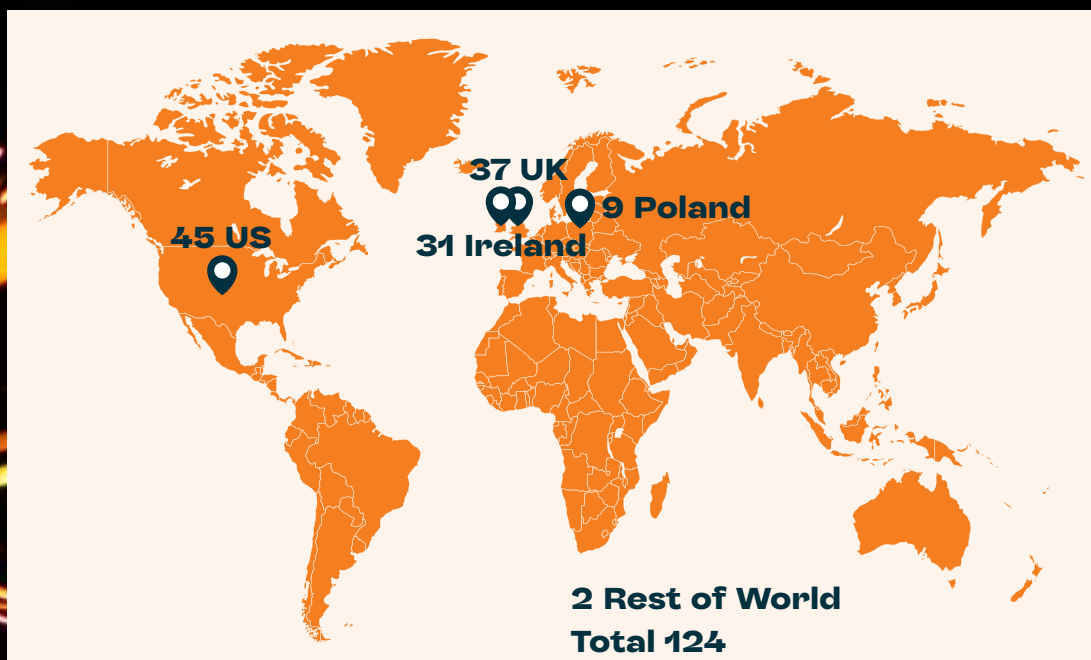 37 UK
9 Poland
45 US
31 Ireland
2 Rest of World
Total 124